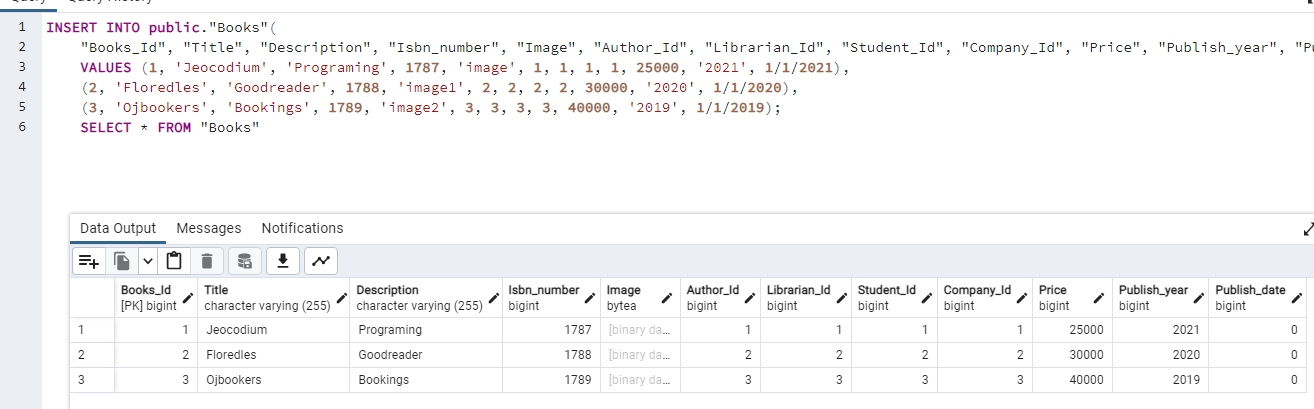 1 INSERT INTO public."Books"(
2 "Books_Id", "Title", "Description", "Isbn_number", "Image", "Author_Id", "Librarian_Id", "Student_Id", "Company_Id", "Price", "Publish_year",
3 VALUES (1, 'Jeocodium', 'Programing', 1787, 'image', 1, 1, 1, 1, 25000, '2021', 1/1/2021),
4 (2, 'Floredles', 'Goodreader', 1788, 'image1', 2, 2, 2, 2, 30000, '2020', 1/1/2020),
5 (3, 'Ojbookers', 'Bookings', 1789, 'image2', 3, 3, 3, 3, 40000, '2019', 1/1/2019);
6 SELECT * FROM "Books"
Data Output Messages Notifications
Books_Id Title Description Isbn_number Image Author_Id Librarian_Id Student_Id Company_Id Price Publish_year Publish_date
[PK] bigint character varying (255) character varying (255) bigint bytea bigint bigint bigint bigint bigint bigint bigint
1 1 Jeocodium Programing 1787 [binary da... 1 1 1 1 25000 2021 0
2 2 Floredles Goodreader 1788 [binary da... 2 2 2 2 30000 2020 0
3 3 Ojbookers Bookings 1789 [binary da... 3 3 3 3 40000 2019 0